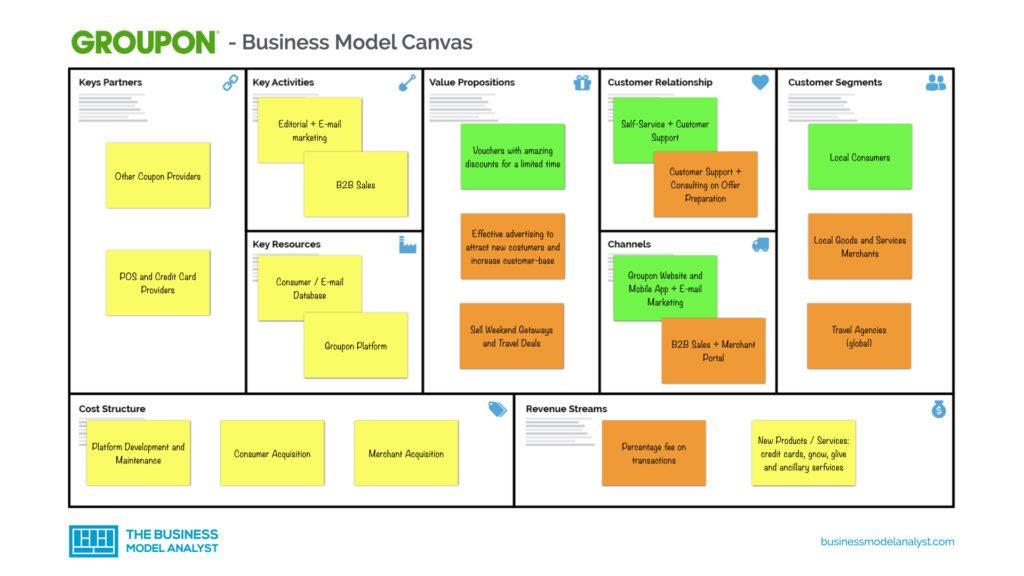 GROUPON - Business Model Canvas
Keys Partners
Other Coupon Providers
POS and Credit Card
Providers
Key Activities
Editorial + E-mail
marketing
B2B Sales
Key Resources
Consumer / E-mail
Database
Groupon Platform
Value Propositions
Vouchers with amazing
discounts for a limited time
Effective advertising to
attract new costumers and
increase customer-base
Sell Weekend Getaways
and Travel Deals
Customer Relationship
Self-Service + Customer
Support
Customer Support +
Consulting on Offer
Preparation
Channels
Groupon Website and
Mobile App + E-mail
Marketing
B2B Sales + Merchant
Portal
Customer Segments
Local Consumers
Local Goods and Services
Merchants
Travel Agencies
(global)
Cost Structure
Platform Development and
Maintenance
Consumer Acquisition
Merchant Acquisition
Revenue Streams
Percentage fee on
transactions
New Products / Services:
credit cards, gnow, glive
and ancillary serfvices
THE BUSINESS
MODEL ANALYST
businessmodelanalyst.com